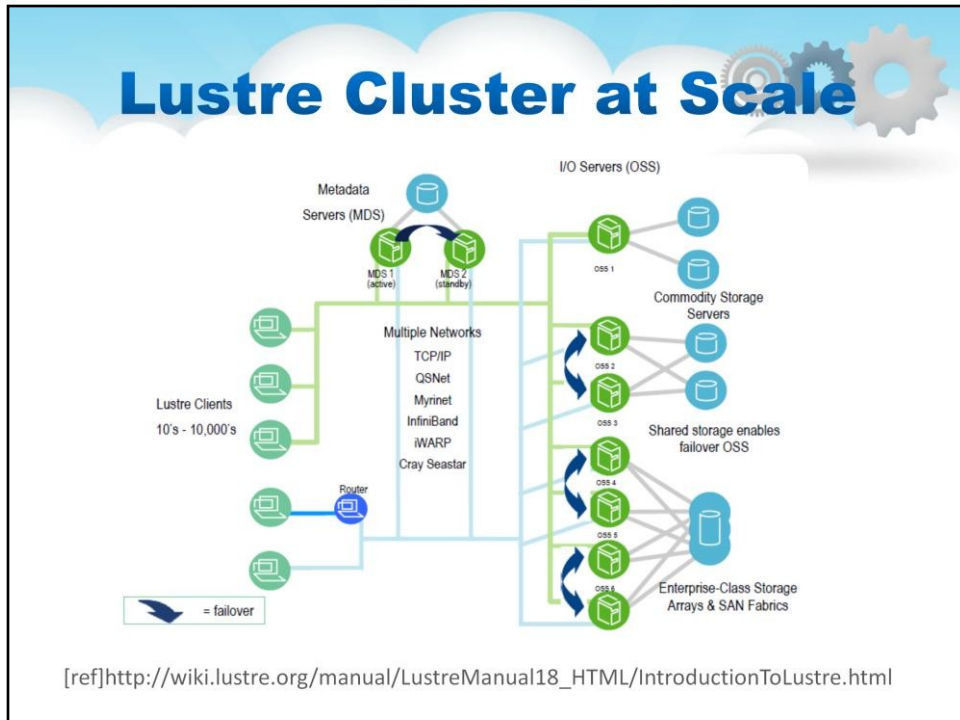 Lustre Cluster at Scale
I/O Servers (OSS)
Metadata
Servers (MDS)
MDS 1
(active)
MDS 2
(standby)
OSS 1
Commodity Storage
Servers
Multiple Networks
TCP/IP
QSNet
Myrinet
InfiniBand
iWARP
Cray Seastar
OSS 2
OSS 3
Shared storage enables
failover OSS
Lustre Clients
10's - 10,000's
OSS 4
Router
OSS 5
OSS 6
Enterprise-Class Storage
Arrays & SAN Fabrics
= failover
[ref]http://wiki.lustre.org/manual/LustreManual18_HTML/IntroductionToLustre.html